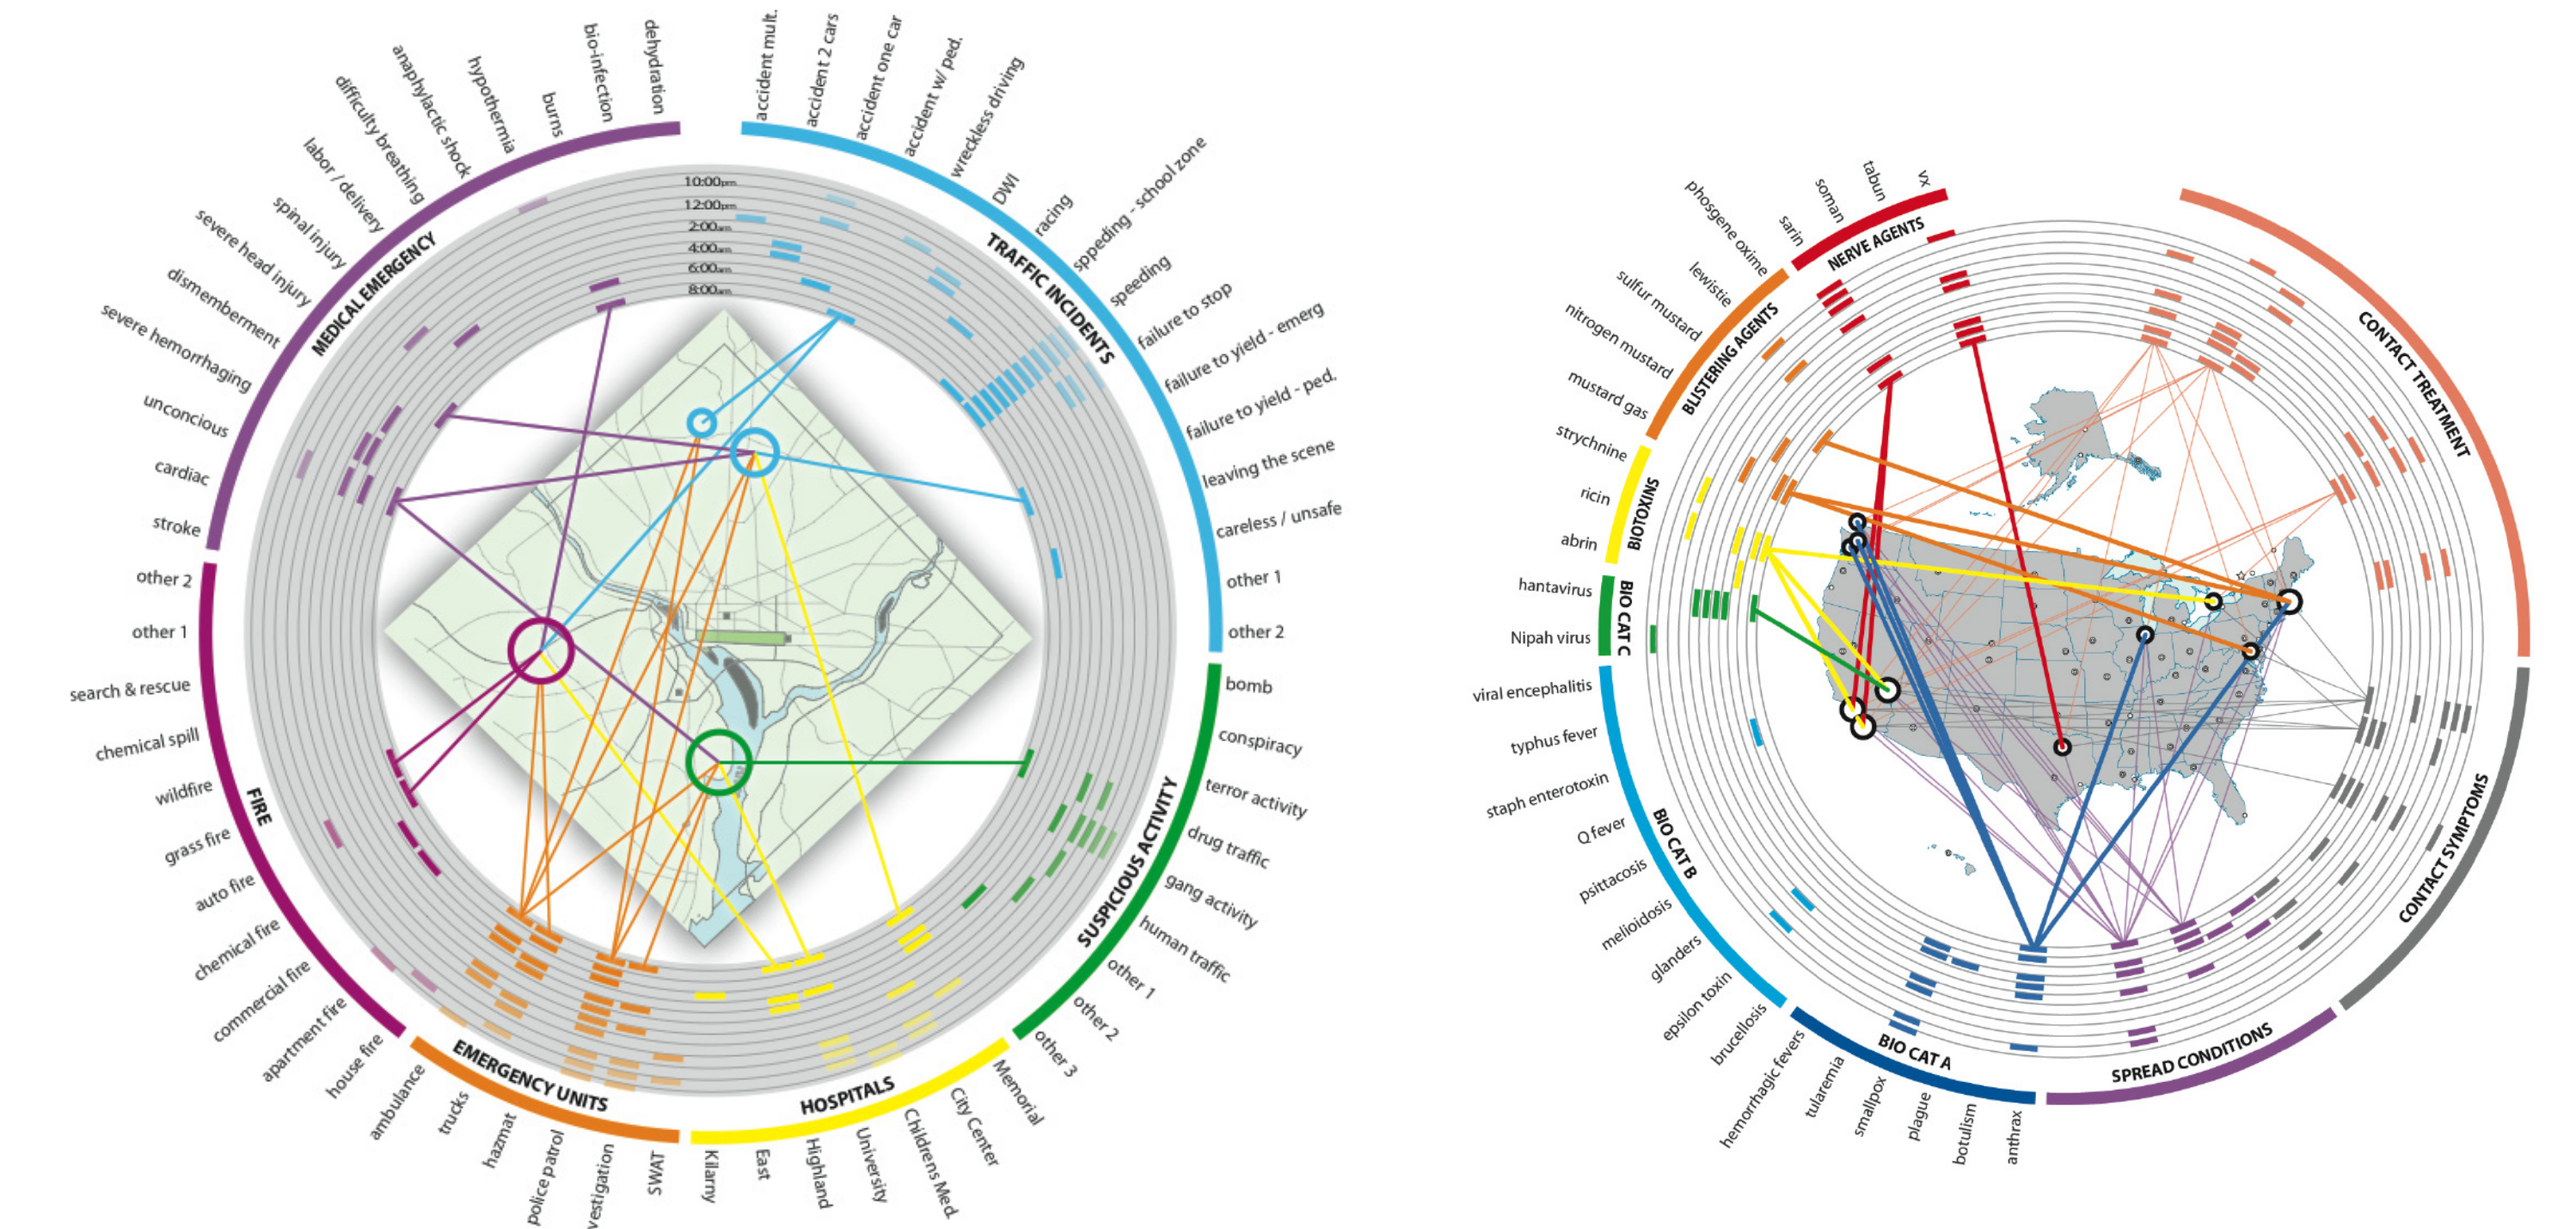 dehydration
bio-infection
burns
hypothermia
anaphylactic shock
difficulty breathing
labor / delivery
spinal injury
severe head injury
dismemberment
severe hemorrhaging
unconcious
cardiac
stroke
MEDICAL EMERGENCY
accident mult.
accident 2 cars
accident one car
accident w/ ped.
wreckless driving
DWI
racing
sppeding - school zone
speeding
failure to stop
failure to yield - emerg
failure to yield - ped.
leaving the scene
careless / unsafe
other 1
other 2
TRAFFIC INCIDENTS
10:00pm
12:00pm
2:00am
4:00am
6:00am
8:00am
bomb
conspiracy
terror activity
drug traffic
gang activity
human traffic
other 1
other 2
other 3
SUSPICIOUS ACTIVITY
Memorial
City Center
Childrens Med.
University
Highland
East
Kilarny
HOSPITALS
SWAT
vestigation
police patrol
hazmat
trucks
ambulance
EMERGENCY UNITS
house fire
apartment fire
commercial fire
chemical fire
auto fire
grass fire
wildfire
chemical spill
search & rescue
other 1
other 2
FIRE
vx
tabun
soman
sarin
NERVE AGENTS
phosgene oxime
lewistie
sulfur mustard
nitrogen mustard
mustard gas
BLISTERING AGENTS
strychnine
ricin
abrin
BIOTOXINS
hantavirus
Nipah virus
BIO CAT C
viral encephalitis
typhus fever
staph enterotoxin
Q fever
psittacosis
melioidosis
glanders
epsilon toxin
brucellosis
BIO CAT B
hemorrhagic fevers
tularemia
smallpox
plague
botulism
anthrax
BIO CAT A
SPREAD CONDITIONS
CONTACT SYMPTOMS
CONTACT TREATMENT